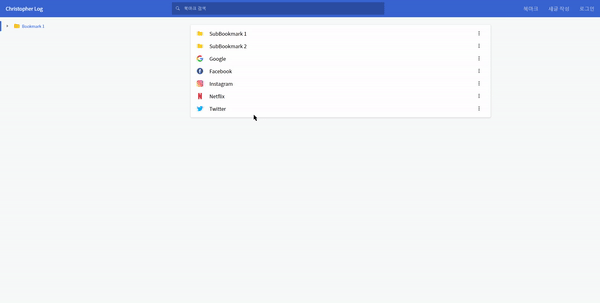 Christopher Log
북마크 검색
북마크
새글 작성
로그인
Bookmark 1
SubBookmark 1
SubBookmark 2
Google
Facebook
Instagram
Netflix
Twitter